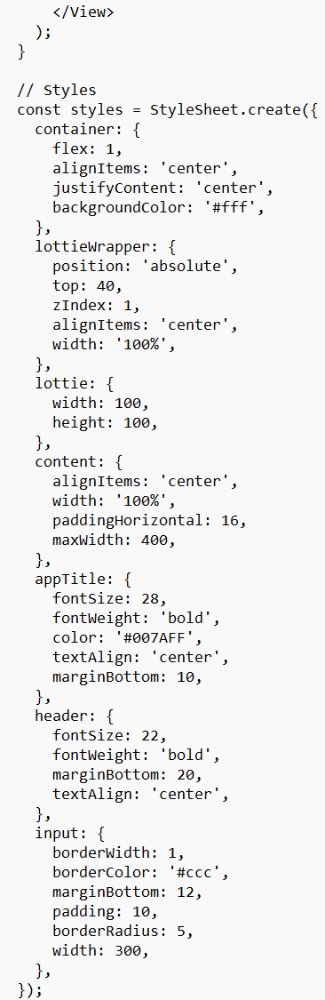 </View>
  );
}

// Styles
const styles = StyleSheet.create({
  container: {
    flex: 1,
    alignItems: 'center',
    justifyContent: 'center',
    backgroundColor: '#fff',
  },
  lottieWrapper: {
    position: 'absolute',
    top: 40,
    zIndex: 1,
    alignItems: 'center',
    width: '100%',
  },
  lottie: {
    width: 100,
    height: 100,
  },
  content: {
    alignItems: 'center',
    width: '100%',
    paddingHorizontal: 16,
    maxWidth: 400,
  },
  appTitle: {
    fontSize: 28,
    fontWeight: 'bold',
    color: '#007AFF',
    textAlign: 'center',
    marginBottom: 10,
  },
  header: {
    fontSize: 22,
    fontWeight: 'bold',
    marginBottom: 20,
    textAlign: 'center',
  },
  input: {
    borderWidth: 1,
    borderColor: '#ccc',
    marginBottom: 12,
    padding: 10,
    borderRadius: 5,
    width: 300,
  },
});